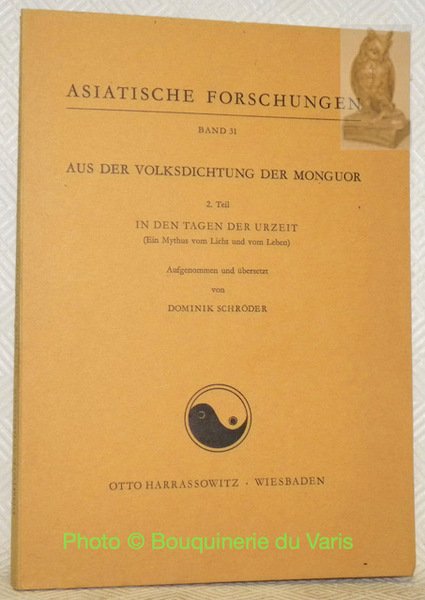 ASIATISCHE FORSCHUNGEN
BAND 31
AUS DER VOLKSDICHTUNG DER MONGUOR
2. Teil
IN DEN TAGEN DER URZEIT
(Ein Mythus vom Licht und vom Leben)
Aufgenommen und übersetzt
von
DOMINIK SCHRÖDER
OTTO HARRASSOWITZ · WIESBADEN
Photo © Bouquinerie du Varis